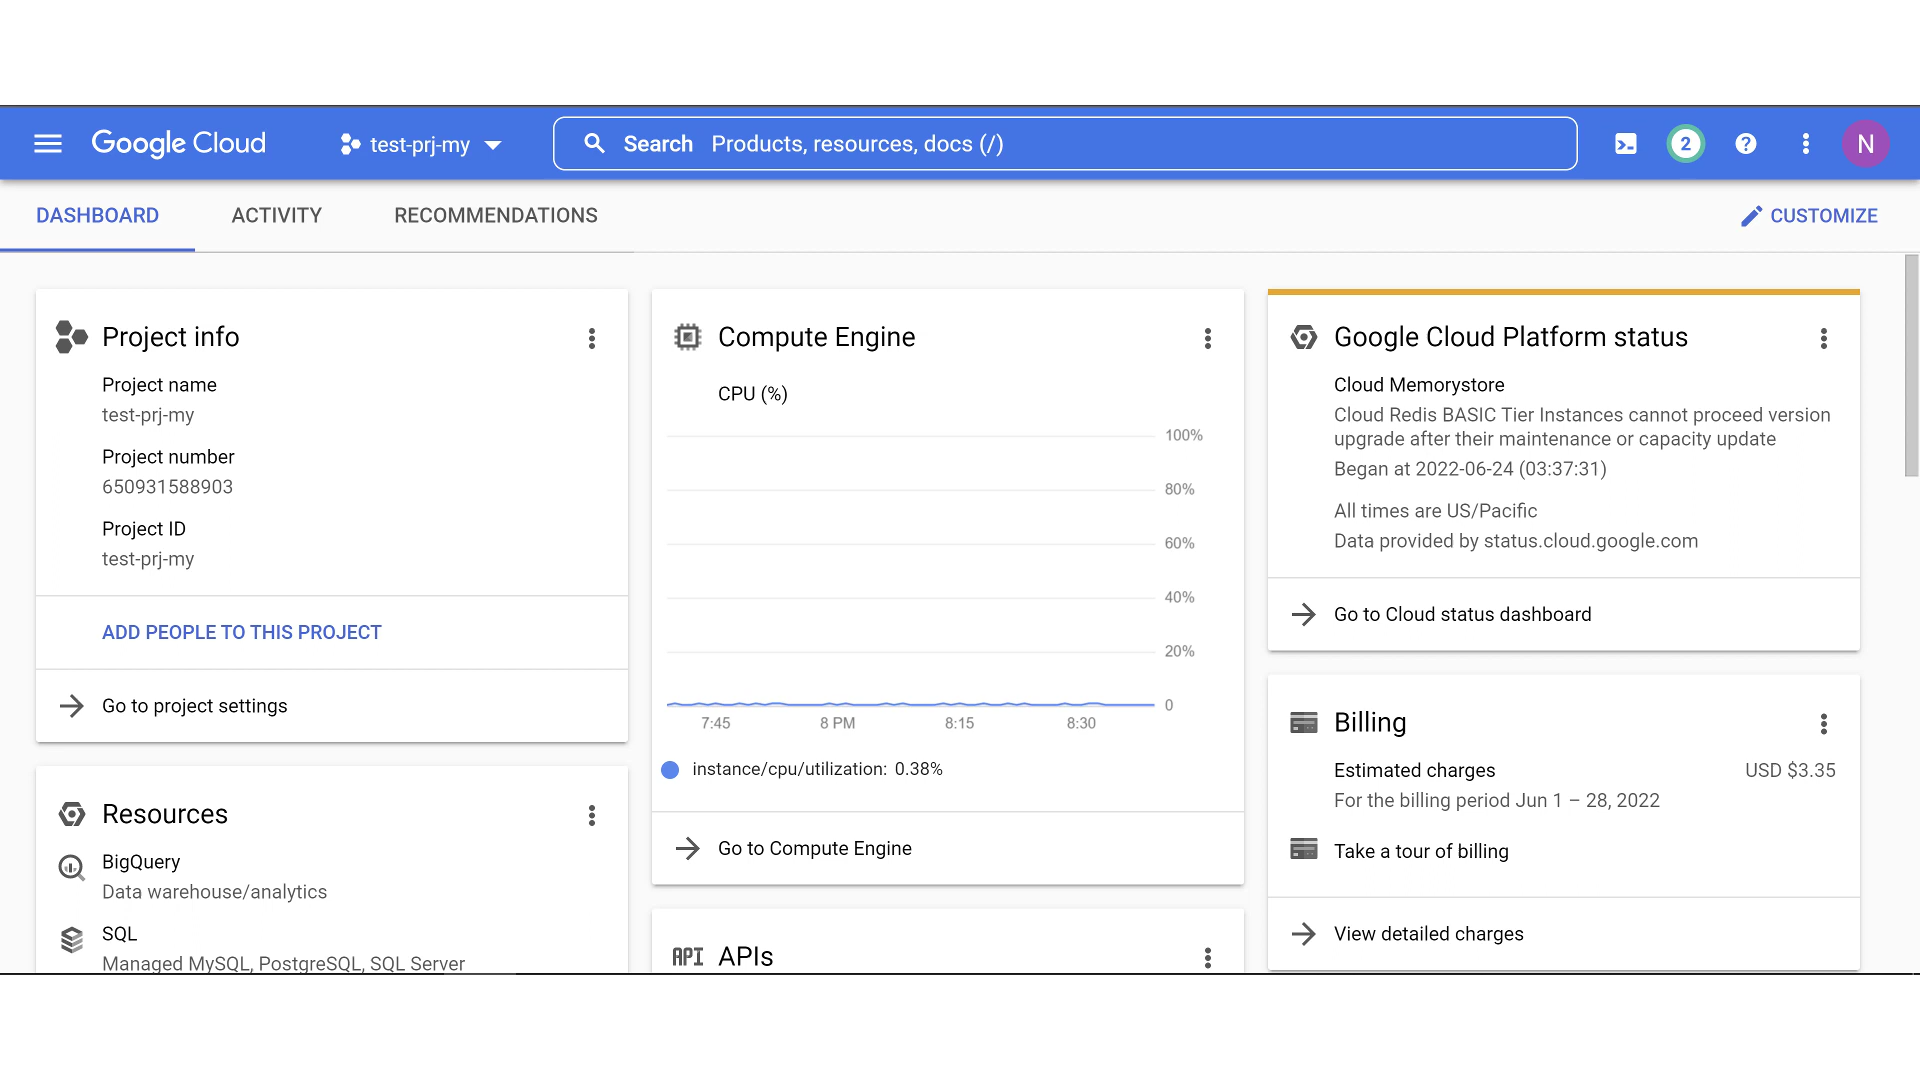 Google Cloud
test-prj-my
Search Products, resources, docs (/)
2
?
N
DASHBOARD
ACTIVITY
RECOMMENDATIONS
CUSTOMIZE
Project info
Project name
test-prj-my
Project number
650931588903
Project ID
test-prj-my
ADD PEOPLE TO THIS PROJECT
Go to project settings
Resources
BigQuery
Data warehouse/analytics
SQL
Managed MySQL, PostgreSQL, SQL Server
Compute Engine
CPU (%)
100%
80%
60%
40%
20%
0
7:45
8 PM
8:15
8:30
instance/cpu/utilization: 0.38%
Go to Compute Engine
API APIs
Google Cloud Platform status
Cloud Memorystore
Cloud Redis BASIC Tier Instances cannot proceed version
upgrade after their maintenance or capacity update
Began at 2022-06-24 (03:37:31)
All times are US/Pacific
Data provided by status.cloud.google.com
Go to Cloud status dashboard
Billing
Estimated charges
USD $3.35
For the billing period Jun 1 – 28, 2022
Take a tour of billing
View detailed charges